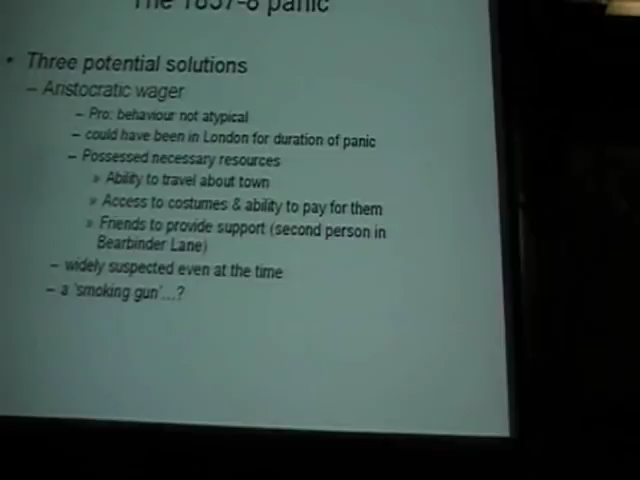 The 1837-8 panic
• Three potential solutions
– Aristocratic wager
– Pro: behaviour not atypical
– could have been in London for duration of panic
– Possessed necessary resources
» Ability to travel about town
» Access to costumes & ability to pay for them
» Friends to provide support (second person in
Bearbinder Lane)
– widely suspected even at the time
– a 'smoking gun'...?